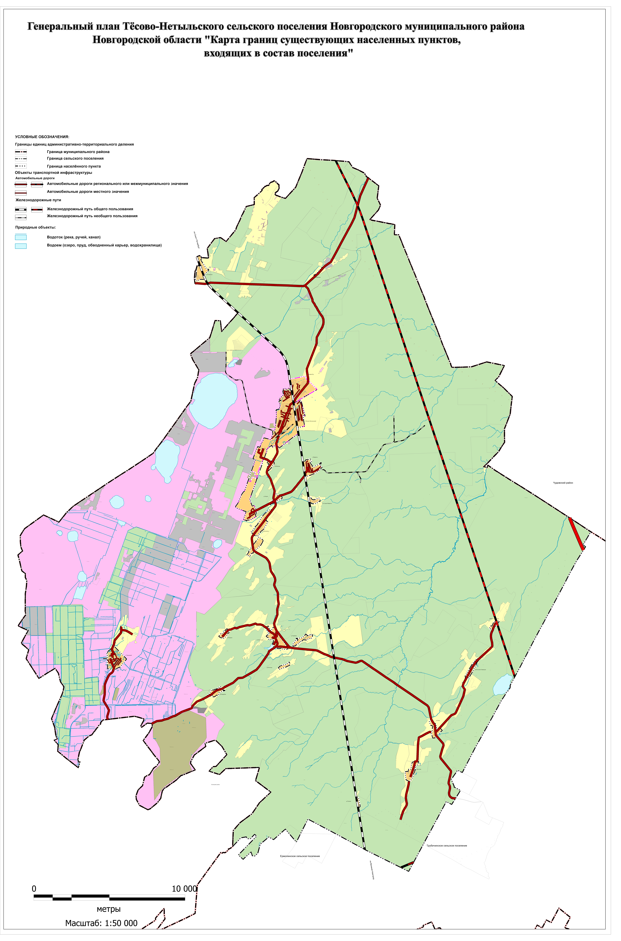 Генеральный план Тёсово-Нетыльского сельского поселения Новгородского муниципального района
Новгородской области "Карта границ существующих населенных пунктов,
входящих в состав поселения"
УСЛОВНЫЕ ОБОЗНАЧЕНИЯ:
Границы единиц административно-территориального деления
Граница муниципального района
Граница сельского поселения
Граница населённого пункта
Объекты транспортной инфраструктуры
Автомобильные дороги
Автомобильные дороги регионального или межмуниципального значения
Автомобильные дороги местного значения
Железнодорожные пути
Железнодорожный путь общего пользования
Железнодорожный путь необщего пользования
Природные объекты:
Водоток (река, ручей, канал)
Водоем (озеро, пруд, обводненный карьер, водохранилище)
0 10 000
метры
Масштаб: 1:50 000